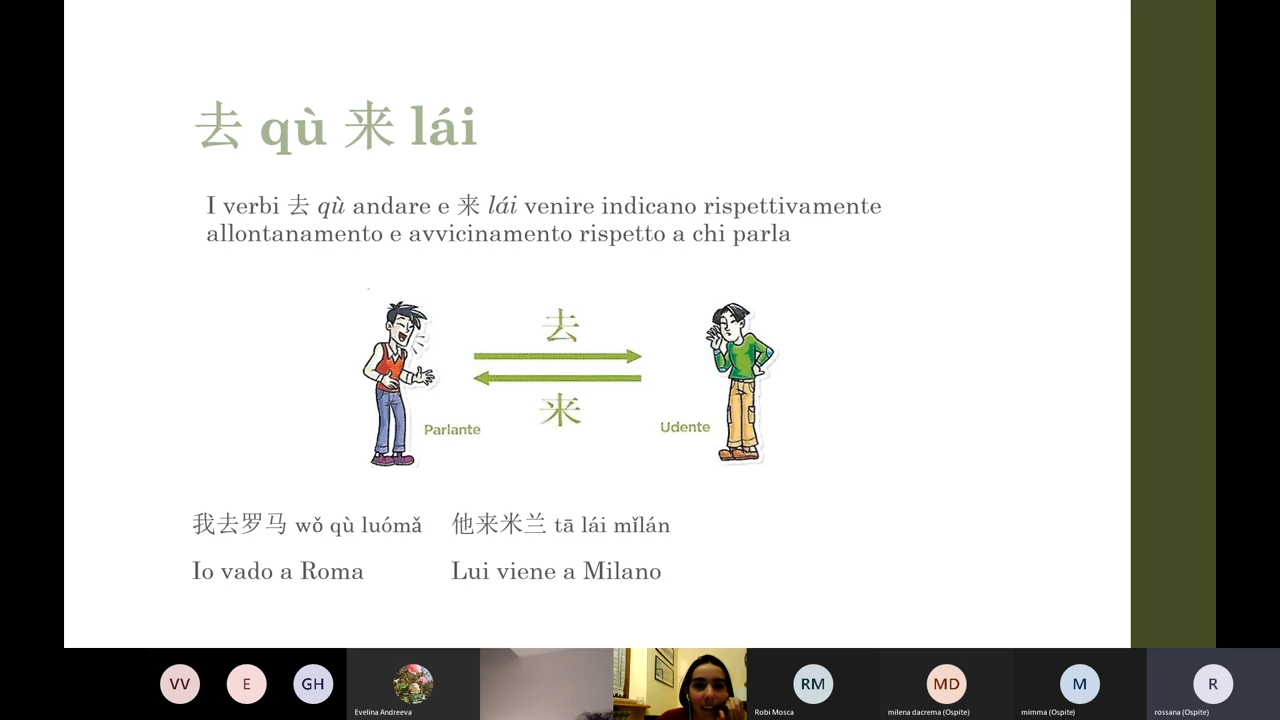 去 qù 来 lái
I verbi 去 qù andare e 来 lái venire indicano rispettivamente
allontanamento e avvicinamento rispetto a chi parla
去
来
Parlante
Udente
我去罗马 wǒ qù luómǎ 他来米兰 tā lái mǐlán
Io vado a Roma Lui viene a Milano
VV E GH RM MD M R
Evelina Andreeva Robi Mosca milena dacrema (Ospite) mimma (Ospite) rossana (Ospite)